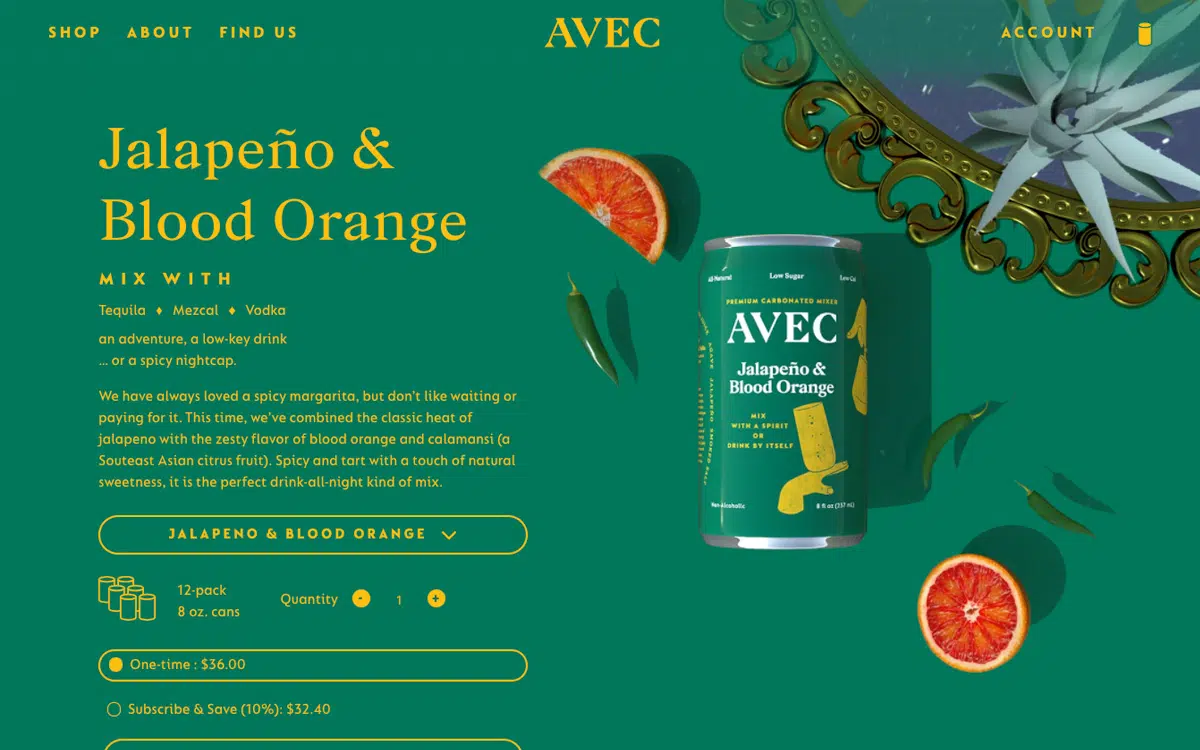 SHOP ABOUT FIND US AVEC ACCOUNT
Jalapeño &
Blood Orange
MIX WITH
Tequila ♦ Mezcal ♦ Vodka
an adventure, a low-key drink
... or a spicy nightcap.
We have always loved a spicy margarita, but don't like waiting or
paying for it. This time, we've combined the classic heat of
jalapeno with the zesty flavor of blood orange and calamansi (a
Souteast Asian citrus fruit). Spicy and tart with a touch of natural
sweetness, it is the perfect drink-all-night kind of mix.
JALAPENO & BLOOD ORANGE
12-pack
8 oz. cans
Quantity - 1 +
One-time : $36.00
Subscribe & Save (10%): $32.40
All-Natural Low Sugar Low Cal
PREMIUM CARBONATED MIXER
AVEC
Jalapeño &
Blood Orange
MIX
WITH A SPIRIT
OR
DRINK BY ITSELF
Non-Alcoholic 8 fl oz (237 ml)